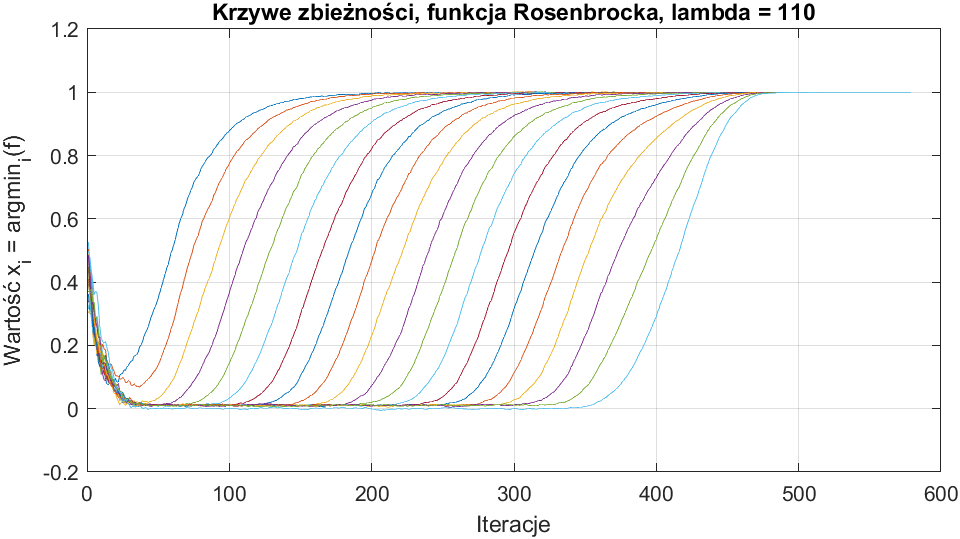 Krzywe zbieżności, funkcja Rosenbrocka, lambda = 110
1.2
1
0.8
0.6
0.4
0.2
0
-0.2
Wartość x_i = argmin_i(f)
0 100 200 300 400 500 600
Iteracje